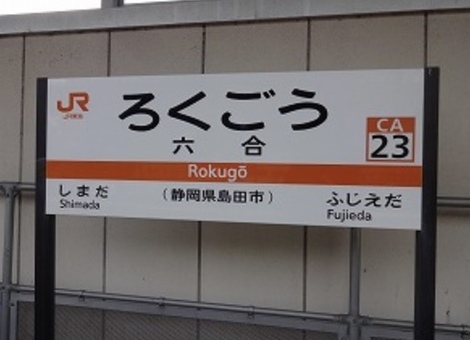 JR
JR東海
ろくごう
六合
CA
23
Rokugō
しまだ
Shimada
(静岡県島田市)
ふじえだ
Fujieda